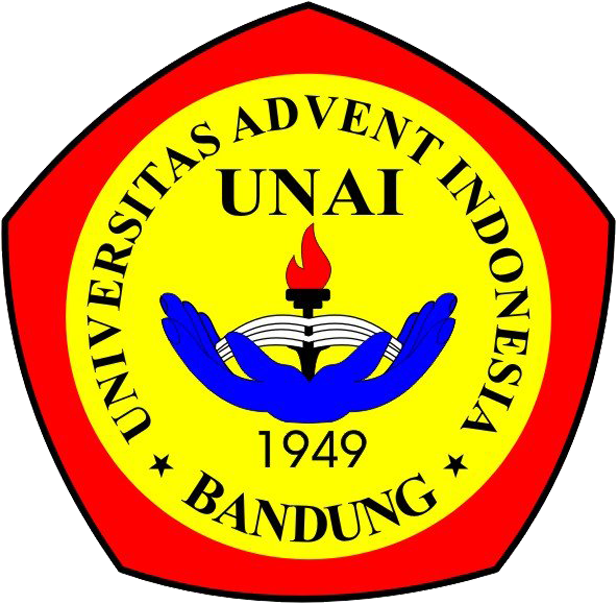 UNIVERSITAS ADVENT INDONESIA
UNAI
1949
BANDUNG